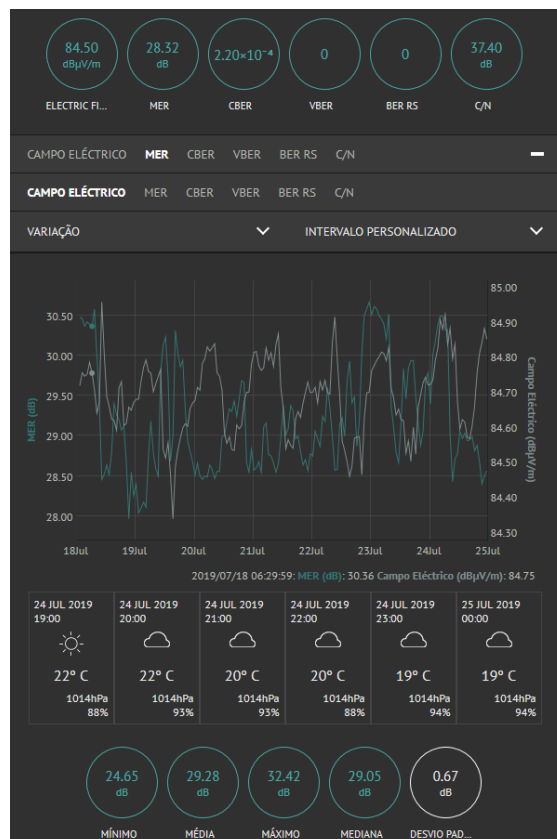 84.50 28.32 2.20×10⁻⁴ 0 0 37.40
dBµV/m dB dB
ELECTRIC FI... MER CBER VBER BER RS C/N
CAMPO ELÉCTRICO MER CBER VBER BER RS C/N
CAMPO ELÉCTRICO MER CBER VBER BER RS C/N
VARIAÇÃO INTERVALO PERSONALIZADO
85.00
30.50 84.90
30.00 84.80
29.50 84.70
29.00 84.60
28.50 84.50
28.00 84.40
84.30
MER (dB)
Campo Eléctrico (dBµV/m)
18Jul 19Jul 20Jul 21Jul 22Jul 23Jul 24Jul 25Jul
2019/07/18 06:29:59: MER (dB): 30.36 Campo Eléctrico (dBµV/m): 84.75
24 JUL 2019 24 JUL 2019 24 JUL 2019 24 JUL 2019 24 JUL 2019 25 JUL 2019
19:00 20:00 21:00 22:00 23:00 00:00
22º C 22º C 20º C 20º C 19º C 19º C
1014hPa 1014hPa 1014hPa 1014hPa 1014hPa 1014hPa
88% 93% 93% 88% 94% 94%
24.65 29.28 32.42 29.05 0.67
dB dB dB dB dB
MÍNIMO MÉDIA MÁXIMO MEDIANA DESVIO PAD...